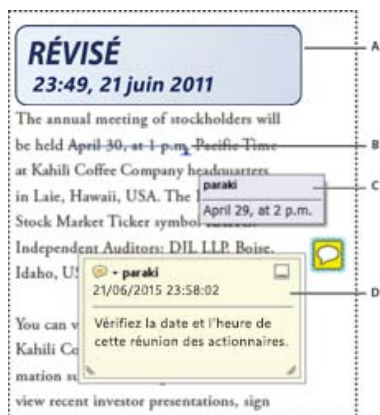 RÉVISÉ
23:49, 21 juin 2011
A
The annual meeting of stockholders will
be held April 30, at 1 p.m. Pacific Time
B
at Kahili Coffee Company headquarters
in Laie, Hawaii, USA. The
paraki
C
April 29, at 2 p.m.
Stock Market Ticker symbol
Independent Auditors: DJL LLP. Boise,
Idaho, US
paraki
21/06/2015 23:58:02
D
Vérifiez la date et l'heure de
cette réunion des actionnaires.
You can v
Kahili Co
mation su
view recent investor presentations, sign